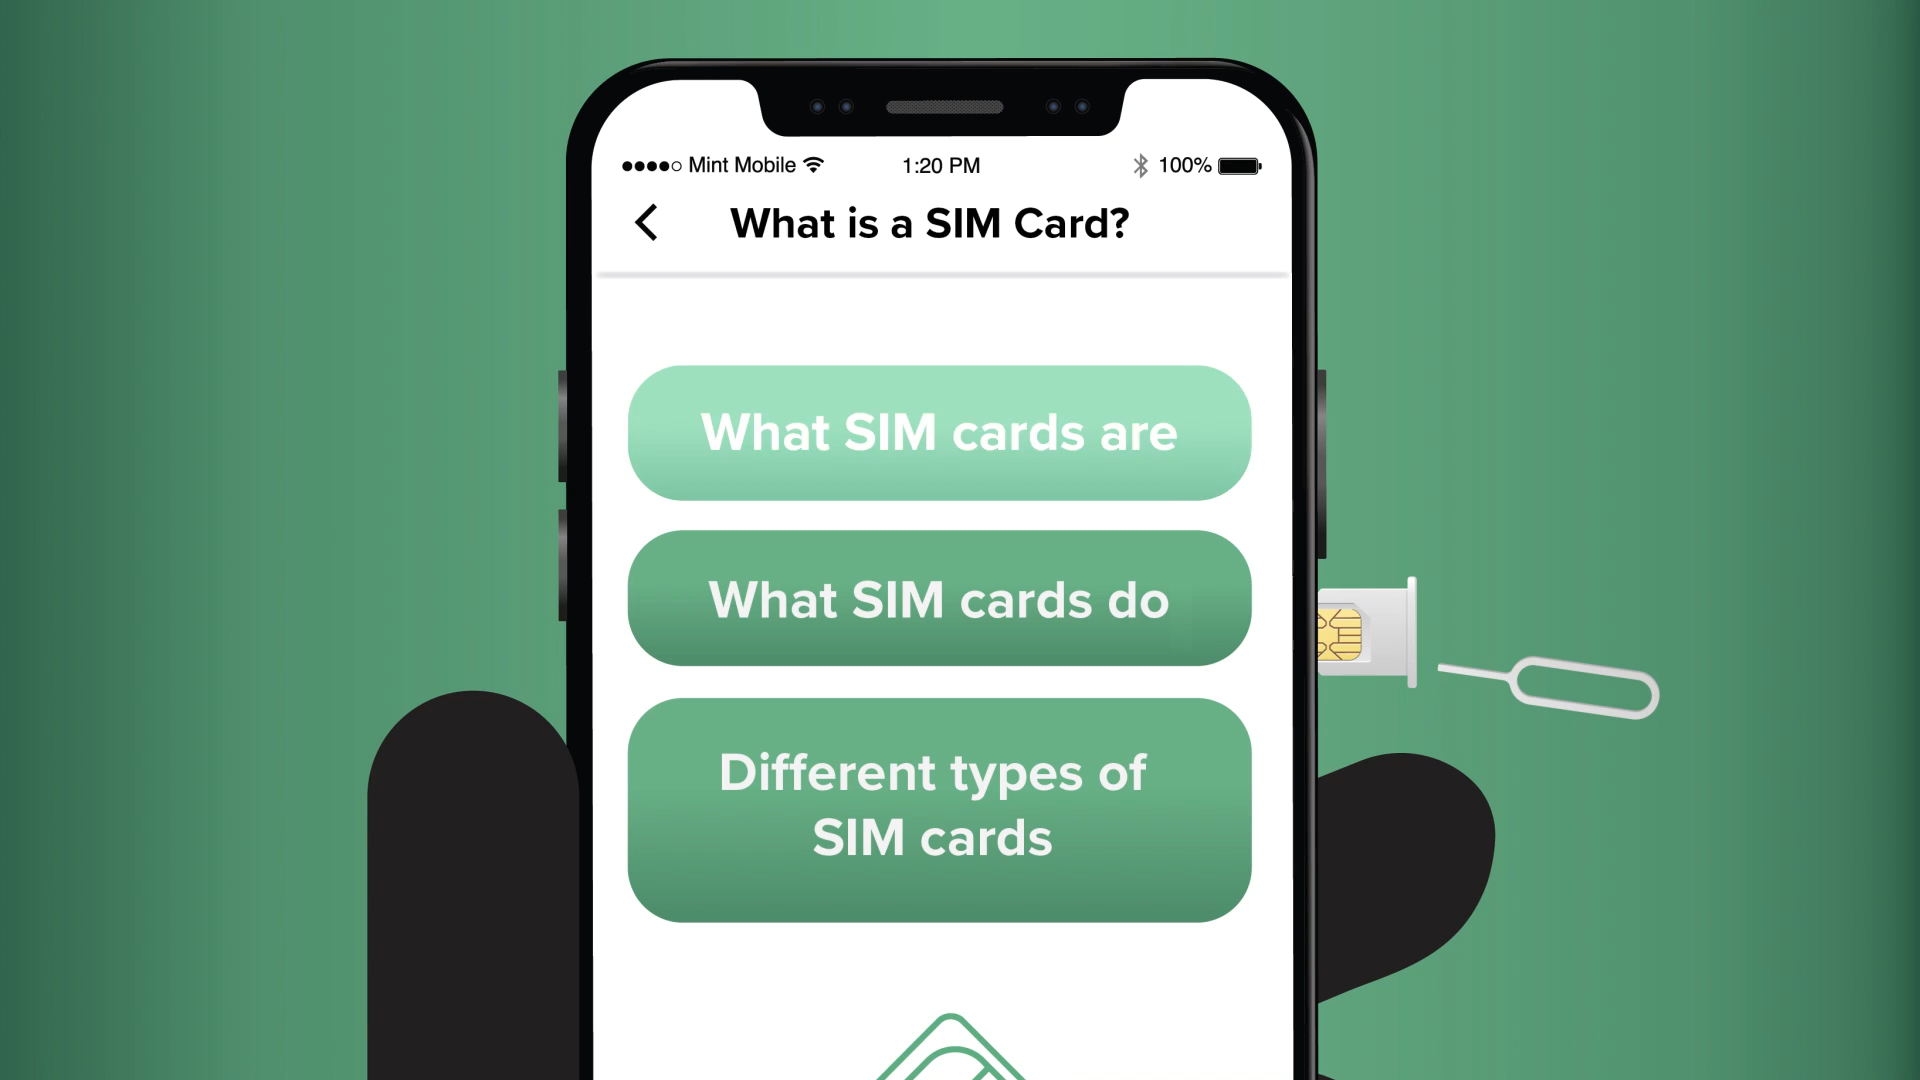 Mint Mobile 1:20 PM 100%
What is a SIM Card?
What SIM cards are
What SIM cards do
Different types of
SIM cards